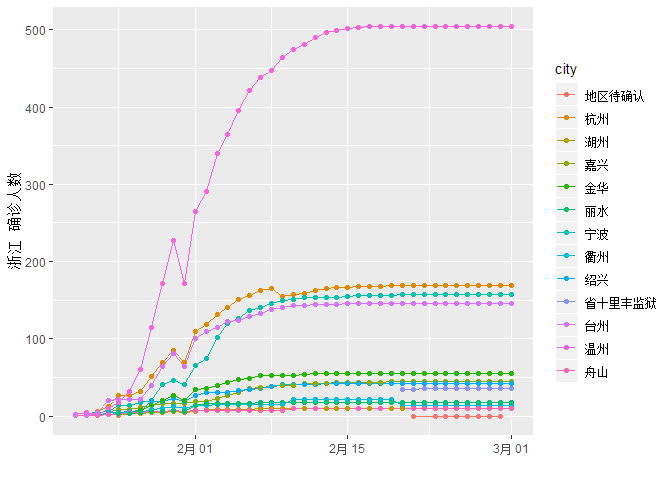 500
400
300
200
100
0
浙江 确诊人数
2月 01
2月 15
3月 01
city
地区待确认
杭州
湖州
嘉兴
金华
丽水
宁波
衢州
绍兴
省十里丰监狱
台州
温州
舟山